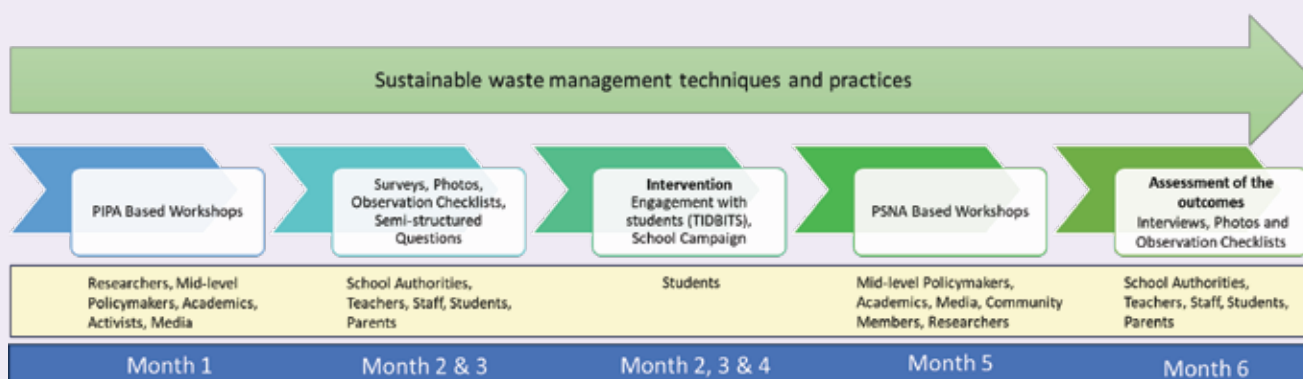 Sustainable waste management techniques and practices
PIPA Based Workshops
Surveys, Photos,
Observation Checklists,
Semi-structured
Questions
Intervention
Engagement with
students (TIDBITS),
School Campaign
PSNA Based Workshops
Assessment of the
outcomes
Interviews, Photos and
Observation Checklists
Researchers, Mid-level
Policymakers, Academics,
Activists, Media
School Authorities,
Teachers, Staff, Students,
Parents
Students
Mid-level Policymakers,
Academics, Media, Community
Members, Researchers
School Authorities,
Teachers, Staff, Students,
Parents
Month 1
Month 2 & 3
Month 2, 3 & 4
Month 5
Month 6